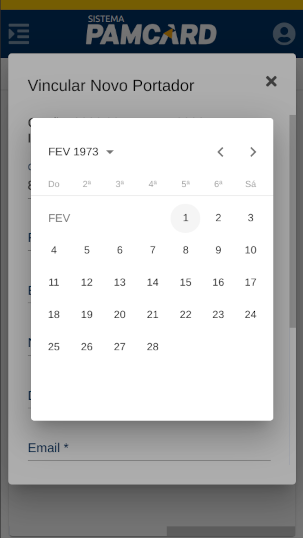 SISTEMA
PAMCARD
Vincular Novo Portador
FEV 1973
Do 2ª 3ª 4ª 5ª 6ª Sá
FEV 1 2 3
4 5 6 7 8 9 10
11 12 13 14 15 16 17
18 19 20 21 22 23 24
25 26 27 28
Email *